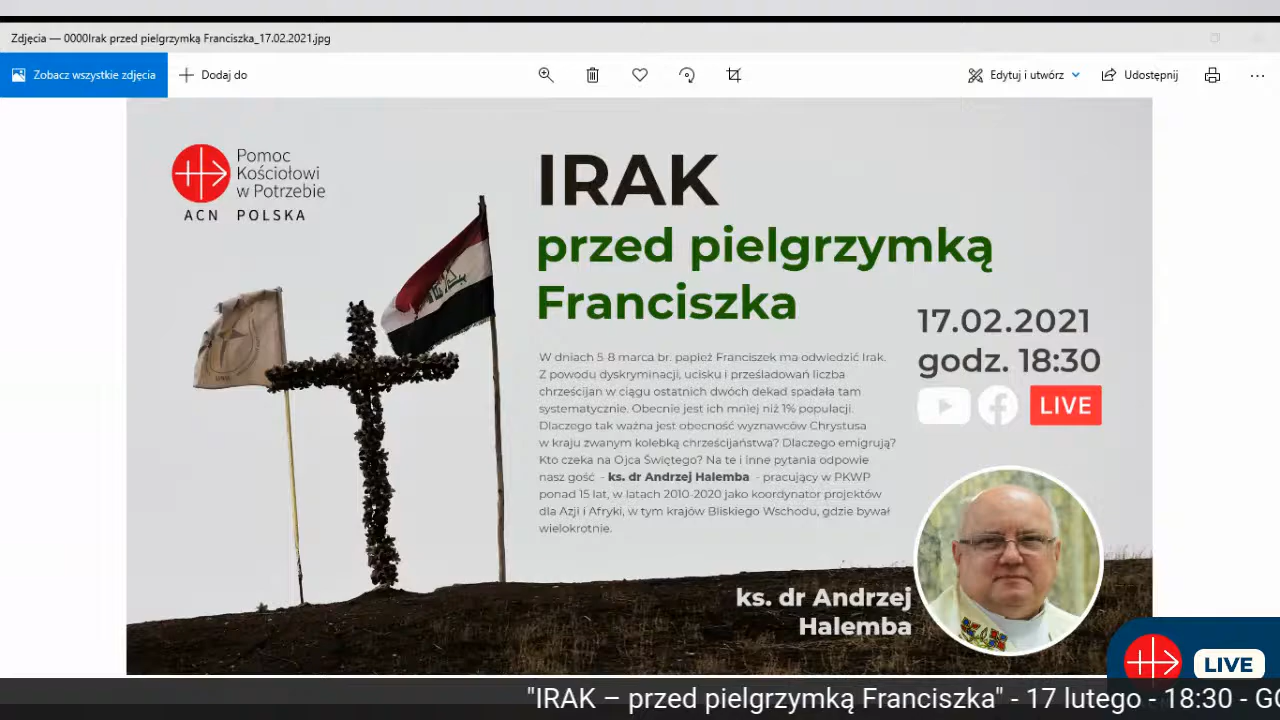 Zdjęcia — 0000Irak przed pielgrzymką Franciszka_17.02.2021.jpg
Zobacz wszystkie zdjęcia
Dodaj do
Edytuj i utwórz
Udostępnij
Pomoc
Kościołowi
w Potrzebie
ACN POLSKA
IRAK
przed pielgrzymką
Franciszka
17.02.2021
godz. 18:30
LIVE
W dniach 5-8 marca br. papież Franciszek ma odwiedzić Irak.
Z powodu dyskryminacji, ucisku i prześladowań liczba
chrześcijan w ciągu ostatnich dwóch dekad spadała tam
systematycznie. Obecnie jest ich mniej niż 1% populacji.
Dlaczego tak ważna jest obecność wyznawców Chrystusa
w kraju zwanym kolebką chrześcijaństwa? Dlaczego emigrują?
Kto czeka na Ojca Świętego? Na te i inne pytania odpowie
nasz gość - ks. dr Andrzej Halemba - pracujący w PKWP
ponad 15 lat, w latach 2010-2020 jako koordynator projektów
dla Azji i Afryki, w tym krajów Bliskiego Wschodu, gdzie bywał
wielokrotnie.
ks. dr Andrzej
Halemba
LIVE
"IRAK – przed pielgrzymką Franciszka" - 17 lutego - 18:30 - GO